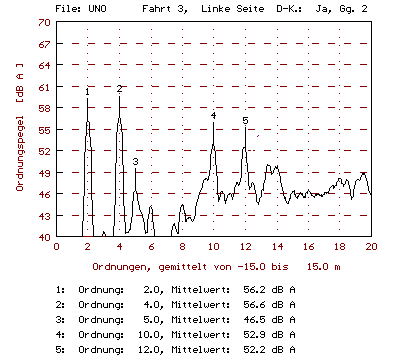 File: UNO Fahrt 3, Linke Seite D-K.: Ja, Gg. 2
Ordnungspegel [dB A ]
70
67
64
61
58
55
52
49
46
43
40
1
2
3
4
5
0 2 4 6 8 10 12 14 16 18 20
Ordnungen, gemittelt von -15.0 bis 15.0 m
1: Ordnung: 2.0, Mittelwert: 56.2 dB A
2: Ordnung: 4.0, Mittelwert: 56.6 dB A
3: Ordnung: 5.0, Mittelwert: 46.5 dB A
4: Ordnung: 10.0, Mittelwert: 52.9 dB A
5: Ordnung: 12.0, Mittelwert: 52.2 dB A